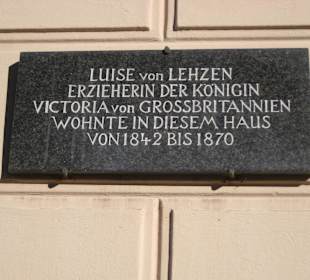 LUISE von LEHZEN
ERZIEHERIN DER KÖNIGIN
VICTORIA von GROSSBRITANNIEN
WOHNTE IN DIESEM HAUS
VON 1842 BIS 1870